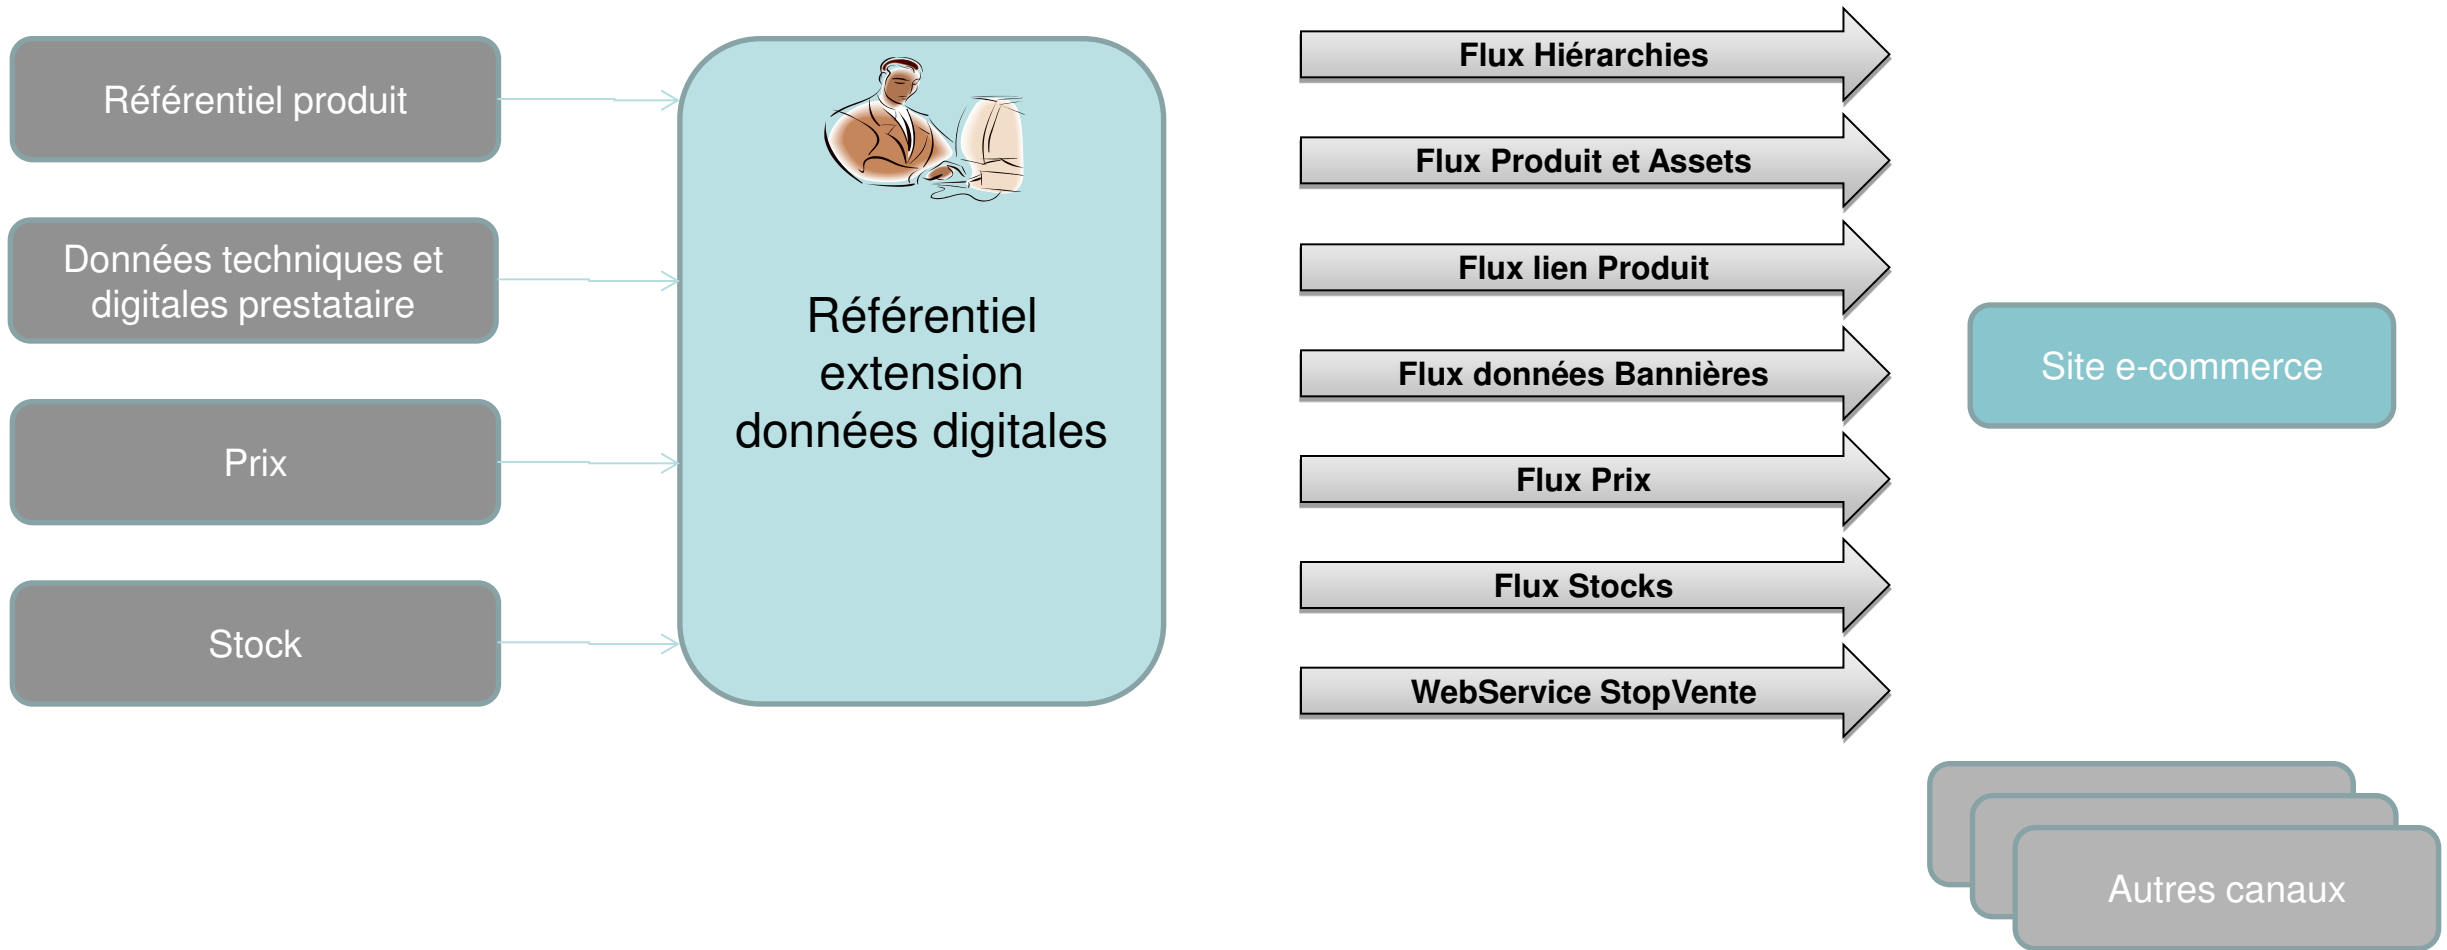 Référentiel produit
Données techniques et
digitales prestataire
Prix
Stock
Référentiel
extension
données digitales
Flux Hiérarchies
Flux Produit et Assets
Flux lien Produit
Flux données Bannières
Flux Prix
Flux Stocks
WebService StopVente
Site e-commerce
Autres canaux